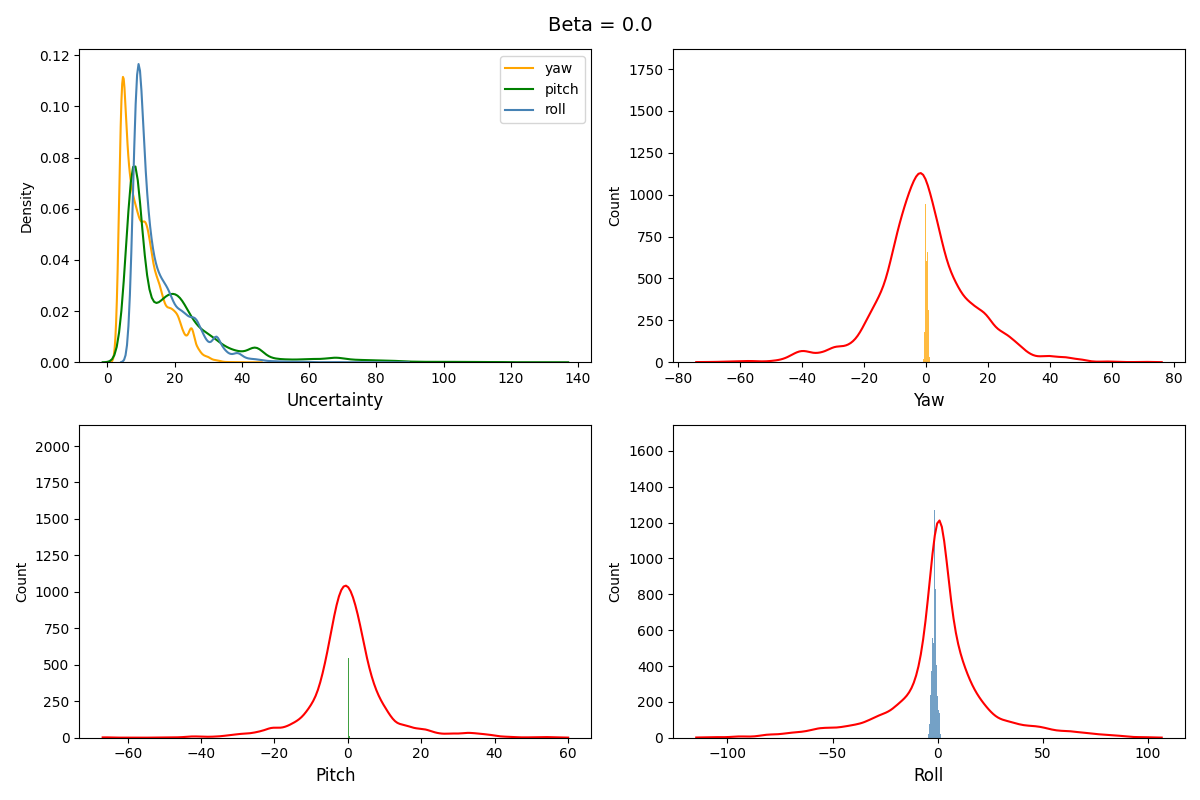 Beta = 0.0
0.12
0.10
0.08
0.06
0.04
0.02
0.00
Density
yaw
pitch
roll
0 20 40 60 80 100 120 140
Uncertainty
1750
1500
1250
1000
750
500
250
0
Count
−80 −60 −40 −20 0 20 40 60 80
Yaw
2000
1750
1500
1250
1000
750
500
250
0
Count
−60 −40 −20 0 20 40 60
Pitch
1600
1400
1200
1000
800
600
400
200
0
Count
−100 −50 0 50 100
Roll